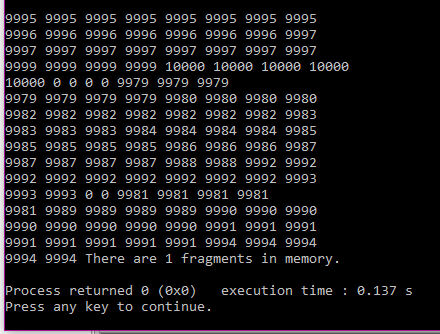 9995 9995 9995 9995 9995 9995 9995 9995
9996 9996 9996 9996 9996 9996 9996 9997
9997 9997 9997 9997 9997 9997 9997 9997
9999 9999 9999 9999 10000 10000 10000 10000
10000 0 0 0 0 9979 9979 9979
9979 9979 9979 9979 9980 9980 9980 9980
9982 9982 9982 9982 9982 9982 9982 9983
9983 9983 9983 9984 9984 9984 9984 9985
9985 9985 9985 9985 9986 9986 9986 9987
9987 9987 9987 9987 9988 9988 9992 9992
9992 9992 9992 9992 9992 9992 9992 9993
9993 9993 0 0 9981 9981 9981 9981
9981 9989 9989 9989 9989 9990 9990 9990
9990 9990 9990 9990 9990 9991 9991 9991
9991 9991 9991 9991 9991 9994 9994 9994
9994 9994 There are 1 fragments in memory.
Process returned 0 (0x0)   execution time : 0.137 s
Press any key to continue.